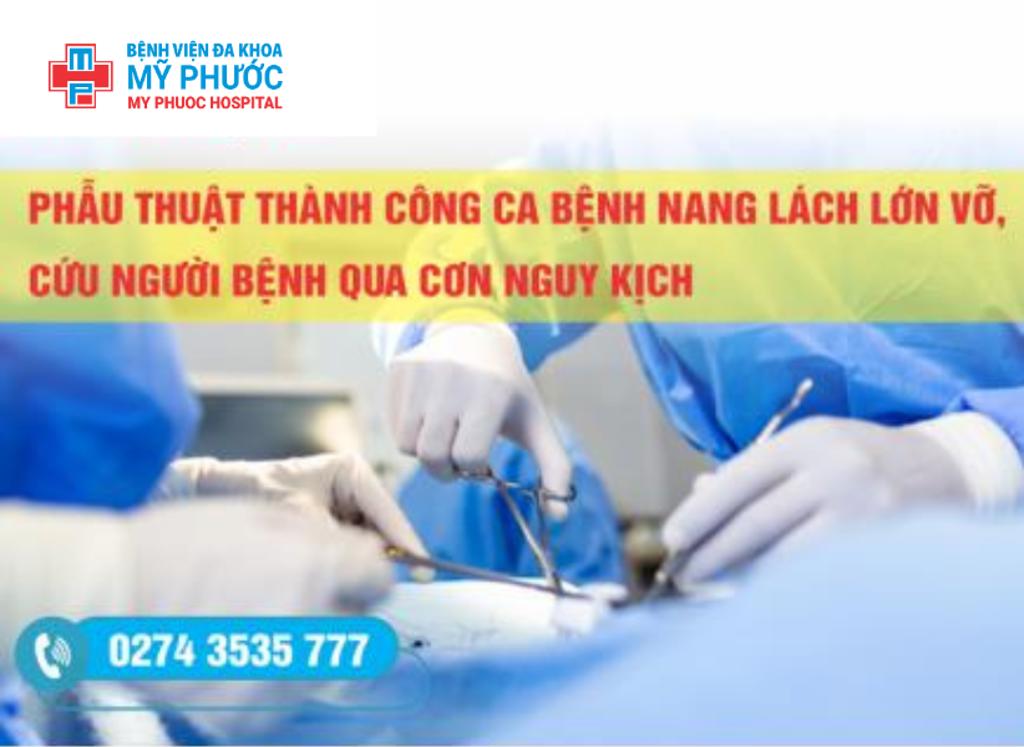 BỆNH VIỆN ĐA KHOA
MỸ PHƯỚC
MY PHUOC HOSPITAL
PHẪU THUẬT THÀNH CÔNG CA BỆNH NANG LÁCH LỚN VỠ,
CỨU NGƯỜI BỆNH QUA CƠN NGUY KỊCH
0274 3535 777